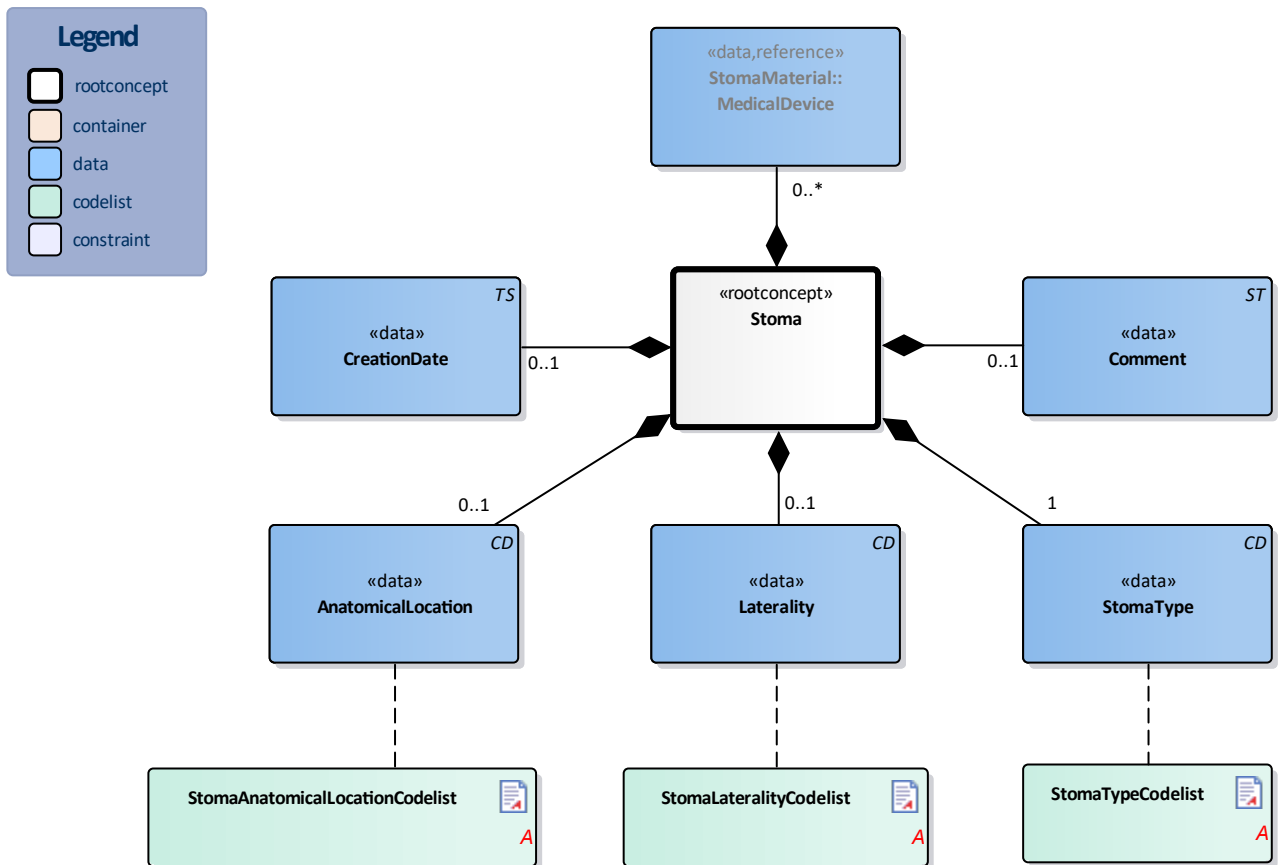 Legend
rootconcept
container
data
codelist
constraint
«data,reference»
StomaMaterial::
MedicalDevice
0..*
TS
«data»
CreationDate
0..1
«rootconcept»
Stoma
ST
«data»
Comment
0..1
0..1
0..1
1
CD
«data»
AnatomicalLocation
CD
«data»
Laterality
CD
«data»
StomaType
StomaAnatomicalLocationCodelist
A
StomaLateralityCodelist
A
StomaTypeCodelist
A